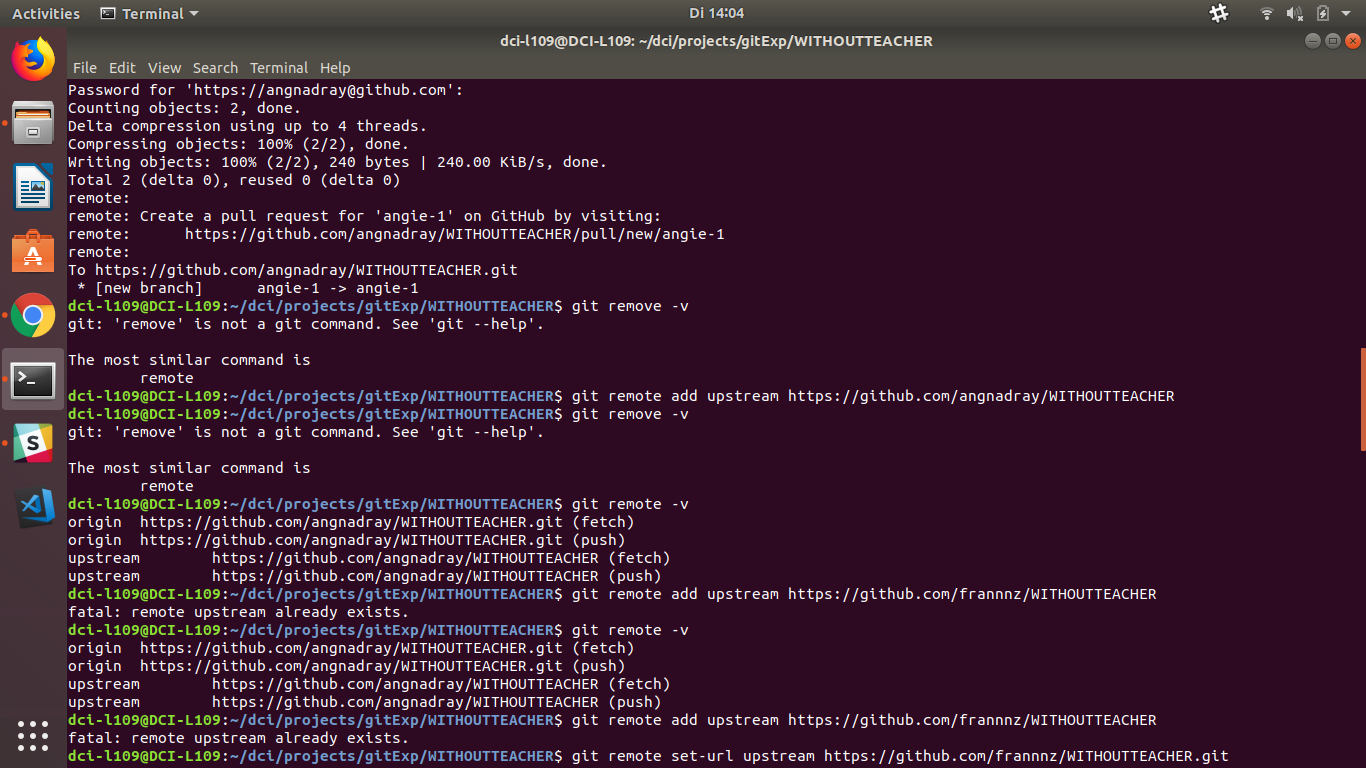 Activities Terminal Di 14:04
dci-l109@DCI-L109: ~/dci/projects/gitExp/WITHOUTTEACHER
File Edit View Search Terminal Help
Password for 'https://angnadray@github.com':
Counting objects: 2, done.
Delta compression using up to 4 threads.
Compressing objects: 100% (2/2), done.
Writing objects: 100% (2/2), 240 bytes | 240.00 KiB/s, done.
Total 2 (delta 0), reused 0 (delta 0)
remote:
remote: Create a pull request for 'angie-1' on GitHub by visiting:
remote:      https://github.com/angnadray/WITHOUTTEACHER/pull/new/angie-1
remote:
To https://github.com/angnadray/WITHOUTTEACHER.git
 * [new branch]      angie-1 -> angie-1
dci-l109@DCI-L109:~/dci/projects/gitExp/WITHOUTTEACHER$ git remove -v
git: 'remove' is not a git command. See 'git --help'.

The most similar command is
        remote
dci-l109@DCI-L109:~/dci/projects/gitExp/WITHOUTTEACHER$ git remote add upstream https://github.com/angnadray/WITHOUTTEACHER
dci-l109@DCI-L109:~/dci/projects/gitExp/WITHOUTTEACHER$ git remove -v
git: 'remove' is not a git command. See 'git --help'.

The most similar command is
        remote
dci-l109@DCI-L109:~/dci/projects/gitExp/WITHOUTTEACHER$ git remote -v
origin  https://github.com/angnadray/WITHOUTTEACHER.git (fetch)
origin  https://github.com/angnadray/WITHOUTTEACHER.git (push)
upstream        https://github.com/angnadray/WITHOUTTEACHER (fetch)
upstream        https://github.com/angnadray/WITHOUTTEACHER (push)
dci-l109@DCI-L109:~/dci/projects/gitExp/WITHOUTTEACHER$ git remote add upstream https://github.com/frannnz/WITHOUTTEACHER
fatal: remote upstream already exists.
dci-l109@DCI-L109:~/dci/projects/gitExp/WITHOUTTEACHER$ git remote -v
origin  https://github.com/angnadray/WITHOUTTEACHER.git (fetch)
origin  https://github.com/angnadray/WITHOUTTEACHER.git (push)
upstream        https://github.com/angnadray/WITHOUTTEACHER (fetch)
upstream        https://github.com/angnadray/WITHOUTTEACHER (push)
dci-l109@DCI-L109:~/dci/projects/gitExp/WITHOUTTEACHER$ git remote add upstream https://github.com/frannnz/WITHOUTTEACHER
fatal: remote upstream already exists.
dci-l109@DCI-L109:~/dci/projects/gitExp/WITHOUTTEACHER$ git remote set-url upstream https://github.com/frannnz/WITHOUTTEACHER.git